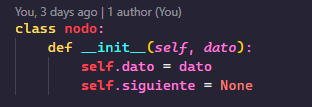 You, 3 days ago | 1 author (You)
class nodo:
    def __init__(self, dato):
        self.dato = dato
        self.siguiente = None